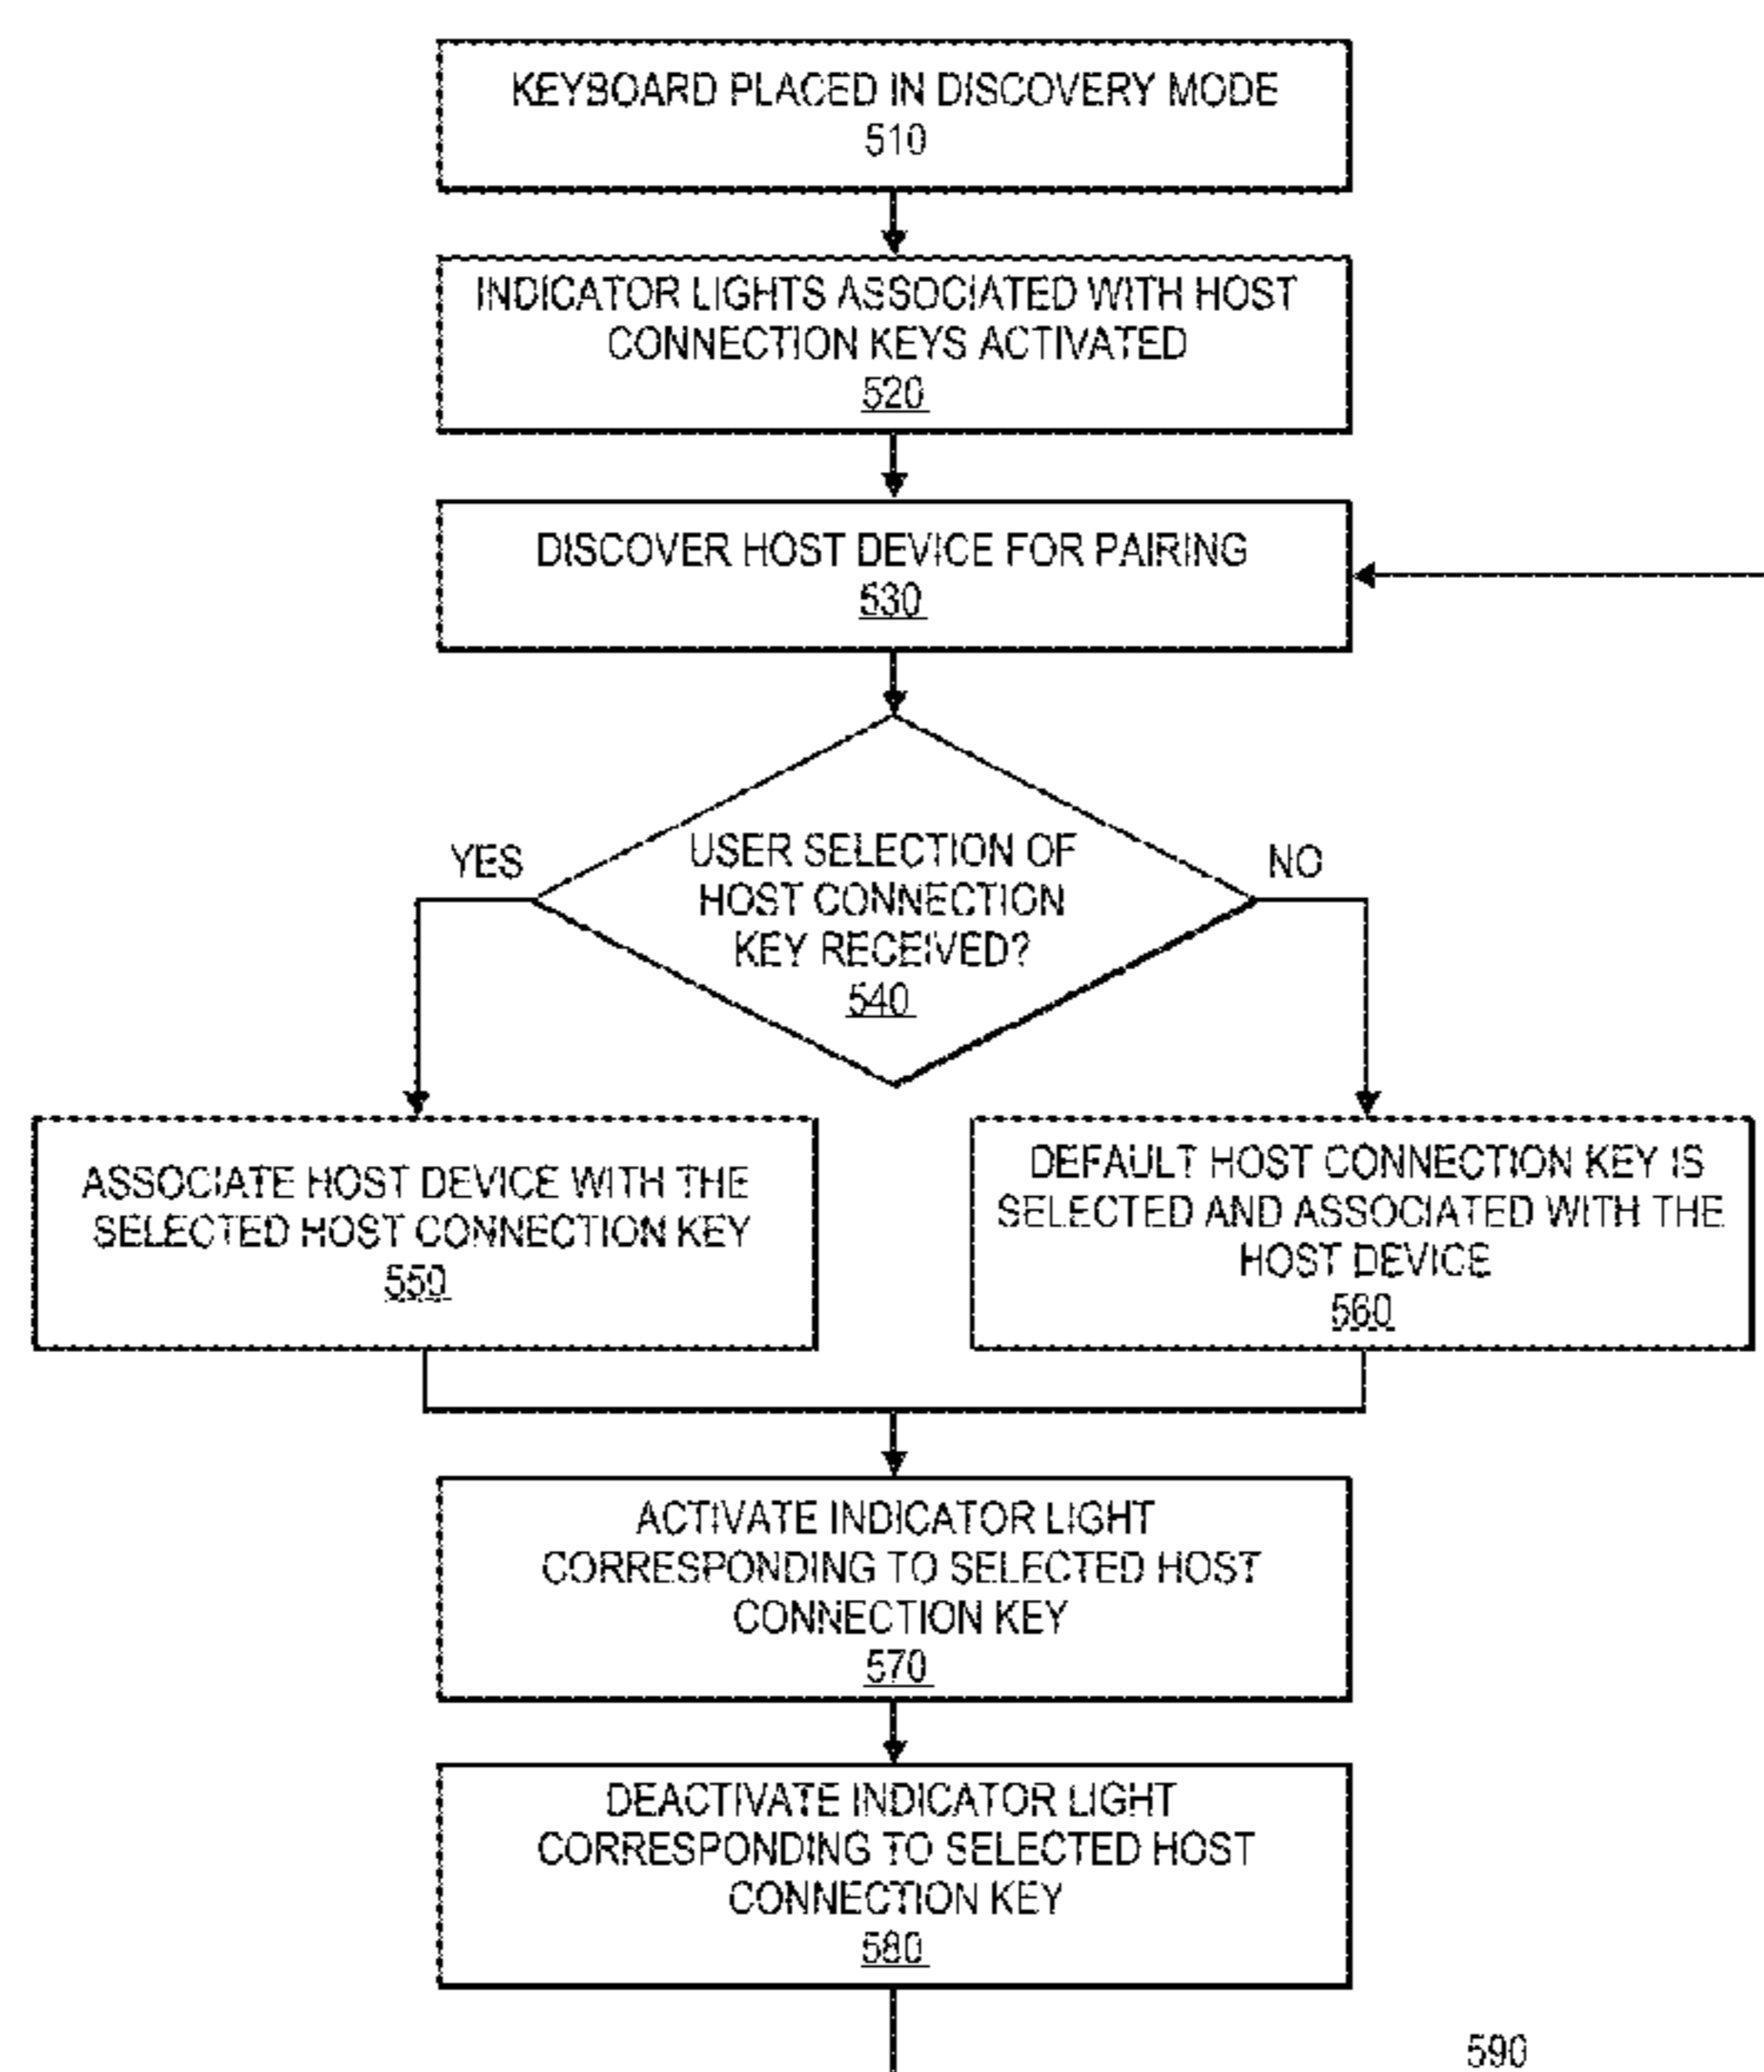 KEYBOARD PLACED IN DISCOVERY MODE
510
INDICATOR LIGHTS ASSOCIATED WITH HOST
CONNECTION KEYS ACTIVATED
520
DISCOVER HOST DEVICE FOR PAIRING
530
USER SELECTION OF
HOST CONNECTION
KEY RECEIVED?
540
YES
NO
ASSOCIATE HOST DEVICE WITH THE
SELECTED HOST CONNECTION KEY
550
DEFAULT HOST CONNECTION KEY IS
SELECTED AND ASSOCIATED WITH THE
HOST DEVICE
560
ACTIVATE INDICATOR LIGHT
CORRESPONDING TO SELECTED HOST
CONNECTION KEY
570
DEACTIVATE INDICATOR LIGHT
CORRESPONDING TO SELECTED HOST
CONNECTION KEY
580
590